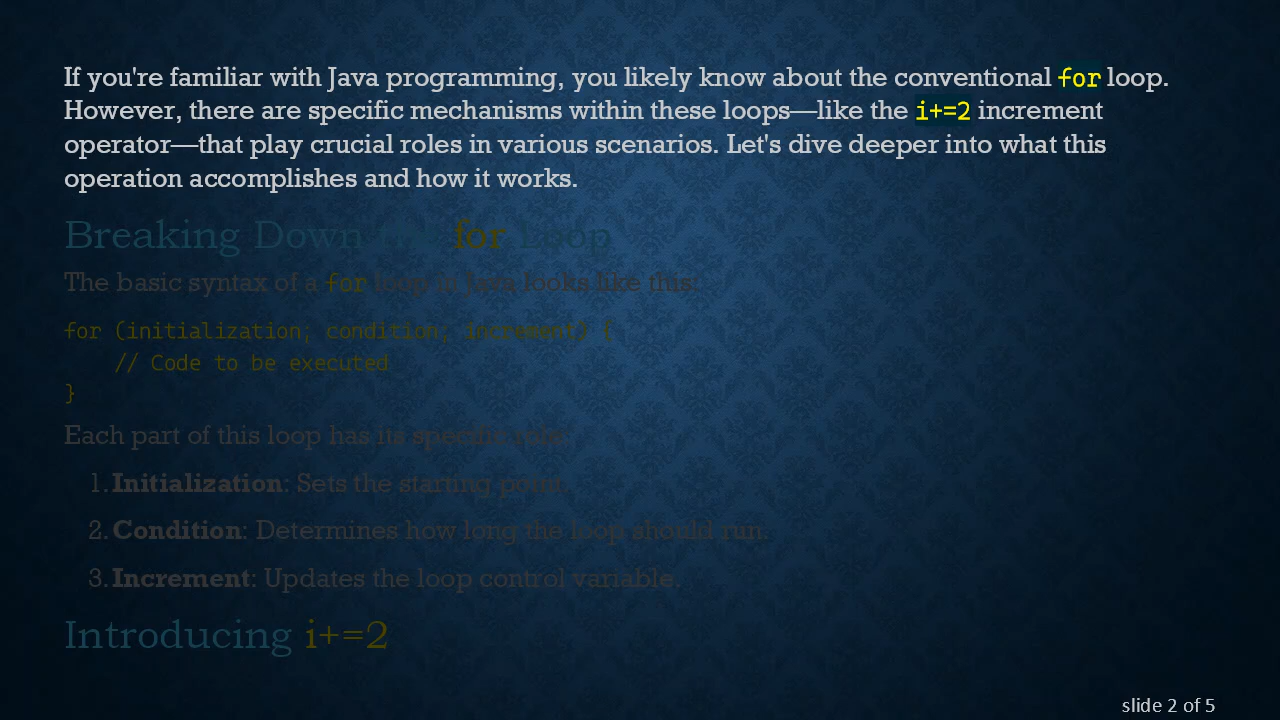 If you're familiar with Java programming, you likely know about the conventional for loop.
However, there are specific mechanisms within these loops—like the i+=2 increment
operator—that play crucial roles in various scenarios. Let's dive deeper into what this
operation accomplishes and how it works.
Breaking Down the for Loop
The basic syntax of a for loop in Java looks like this:
for (initialization; condition; increment) {
    // Code to be executed
}
Each part of this loop has its specific role:
1. Initialization: Sets the starting point.
2. Condition: Determines how long the loop should run.
3. Increment: Updates the loop control variable.
Introducing i+=2
slide 2 of 5